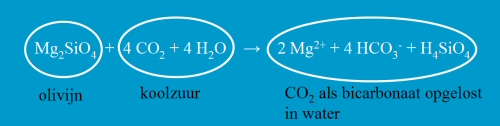 Mg₂SiO₄ + 4 CO₂ + 4 H₂O → 2 Mg²⁺ + 4 HCO₃⁻ + H₄SiO₄
olivijn koolzuur CO₂ als bicarbonaat opgelost
in water